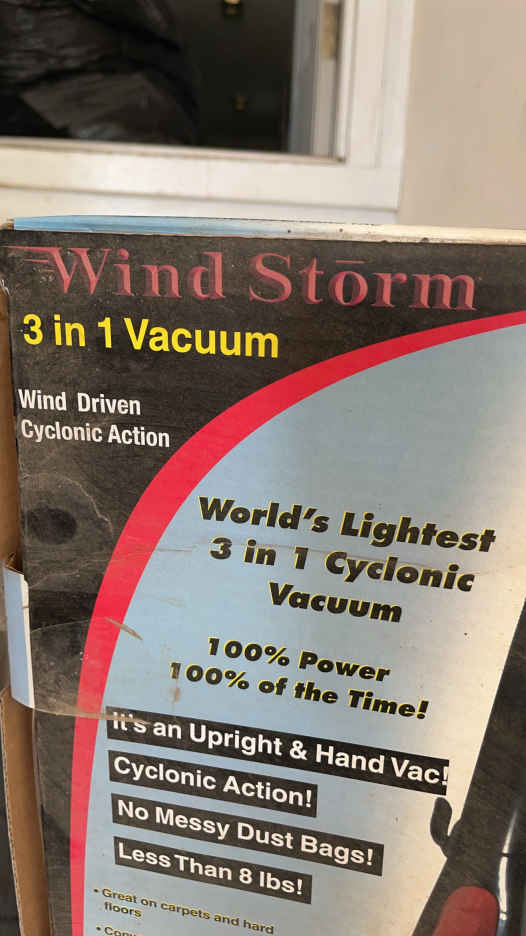 Wind Storm
3 in 1 Vacuum
Wind Driven
Cyclonic Action
World's Lightest
3 in 1 Cyclonic
Vacuum
100% Power
100% of the Time!
It's an Upright & Hand Vac!
Cyclonic Action!
No Messy Dust Bags!
Less Than 8 lbs!
• Great on carpets and hard
floors